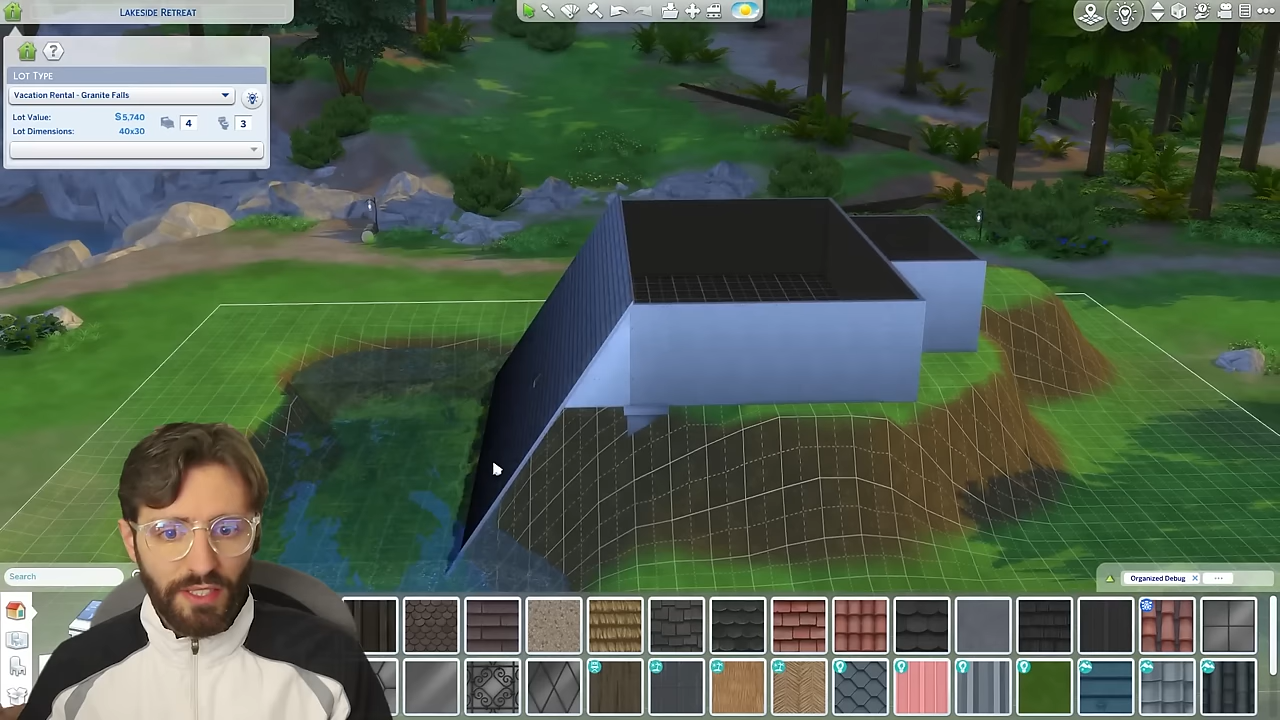 LAKESIDE RETREAT
?
LOT TYPE
Vacation Rental - Granite Falls
Lot Value: §5,740
4
3
Lot Dimensions: 40x30
Search
Organized Debug